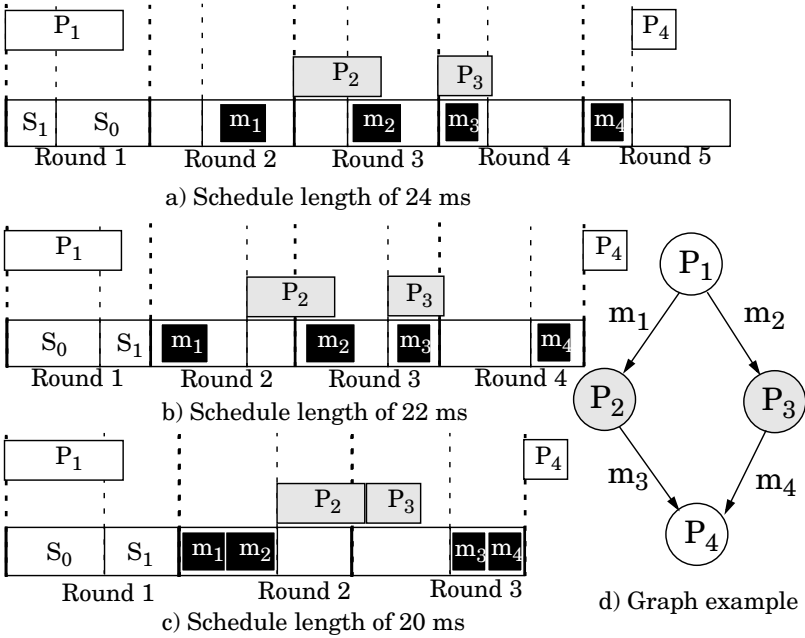 P1 P4
P2 P3
S1 S0 m1 m2 m3 m4
Round 1 Round 2 Round 3 Round 4 Round 5
a) Schedule length of 24 ms
P1 P4
P2 P3
S0 S1 m1 m2 m3 m4
Round 1 Round 2 Round 3 Round 4
b) Schedule length of 22 ms
P1 P4
P2 P3
S0 S1 m1 m2 m3 m4
Round 1 Round 2 Round 3
c) Schedule length of 20 ms
P1
m1 m2
P2 P3
m3 m4
P4
d) Graph example